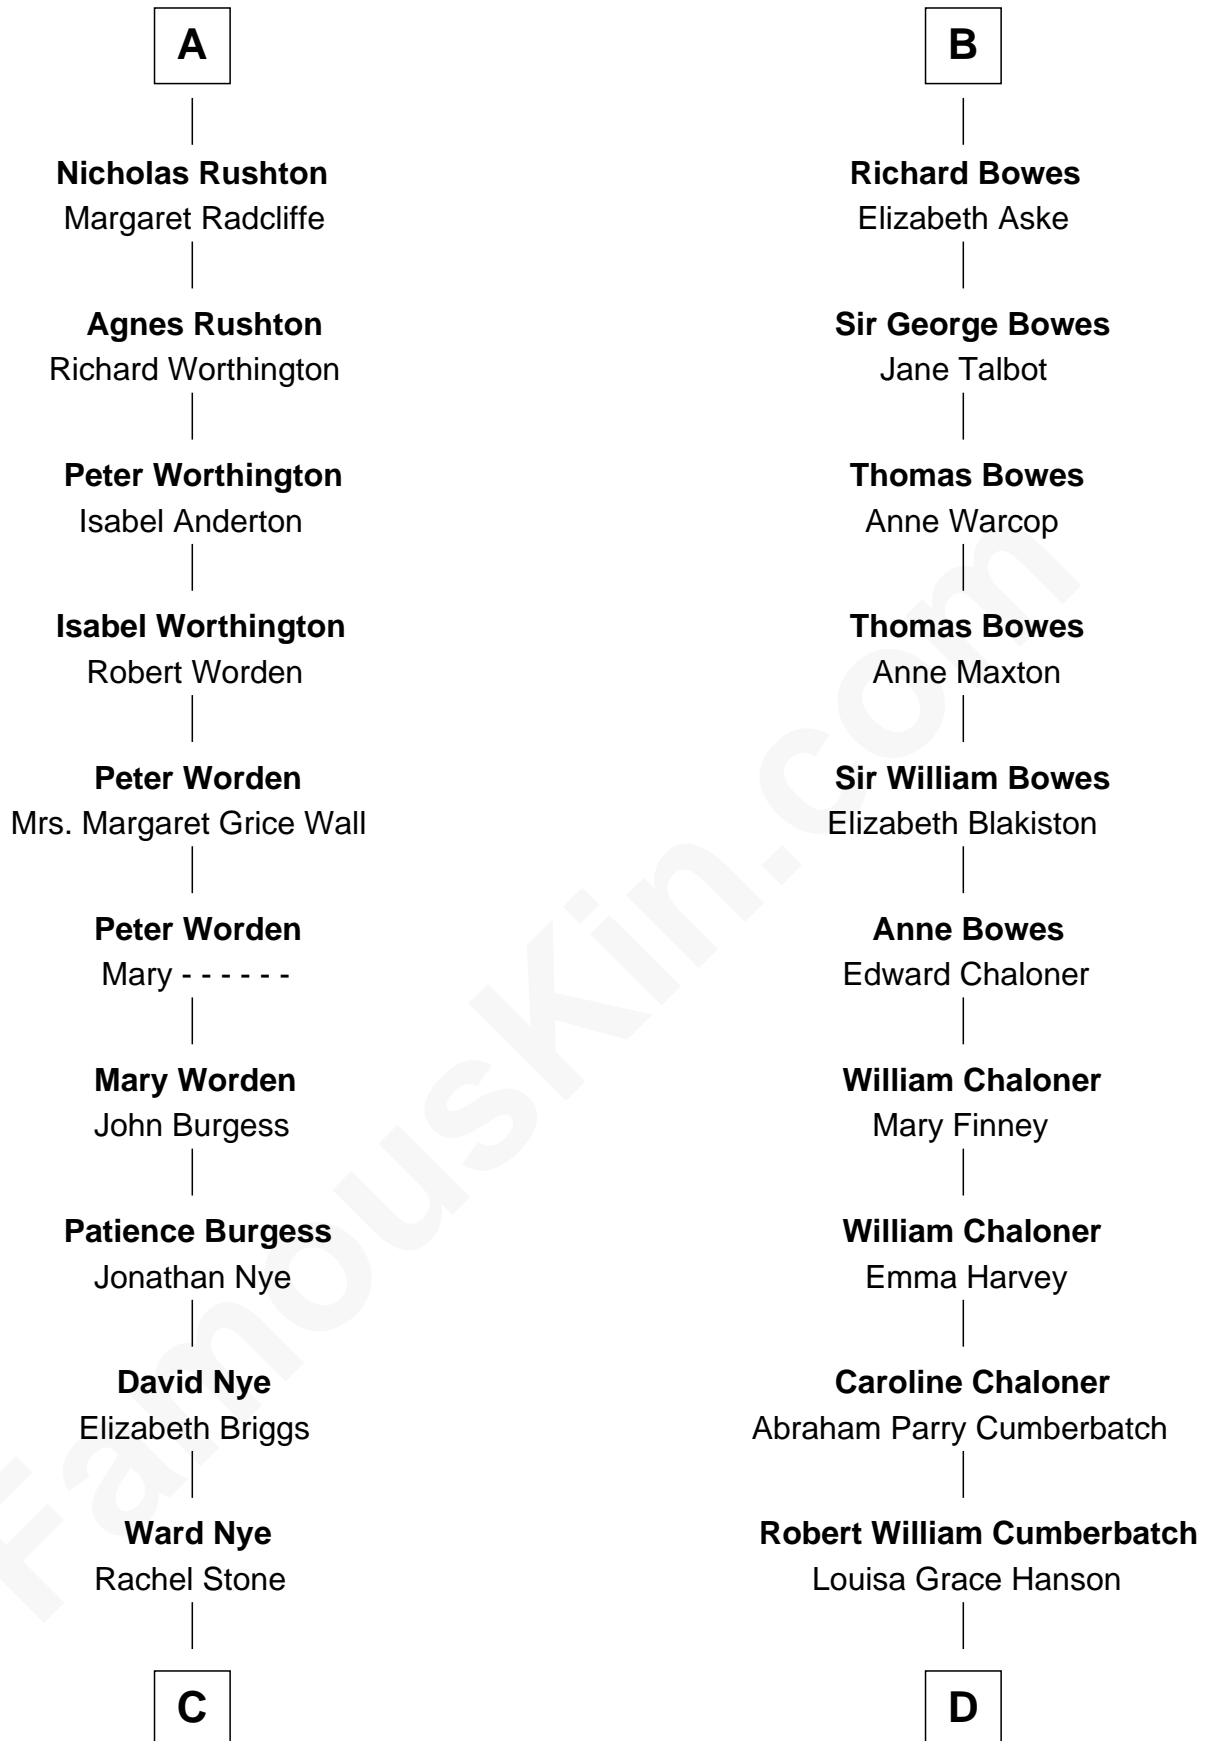 A
Nicholas Rushton
Margaret Radcliffe
Agnes Rushton
Richard Worthington
Peter Worthington
Isabel Anderton
Isabel Worthington
Robert Worden
Peter Worden
Mrs. Margaret Grice Wall
Peter Worden
Mary - - - - - -
Mary Worden
John Burgess
Patience Burgess
Jonathan Nye
David Nye
Elizabeth Briggs
Ward Nye
Rachel Stone
C
B
Richard Bowes
Elizabeth Aske
Sir George Bowes
Jane Talbot
Thomas Bowes
Anne Warcop
Thomas Bowes
Anne Maxton
Sir William Bowes
Elizabeth Blakiston
Anne Bowes
Edward Chaloner
William Chaloner
Mary Finney
William Chaloner
Emma Harvey
Caroline Chaloner
Abraham Parry Cumberbatch
Robert William Cumberbatch
Louisa Grace Hanson
D
FamousKin.com